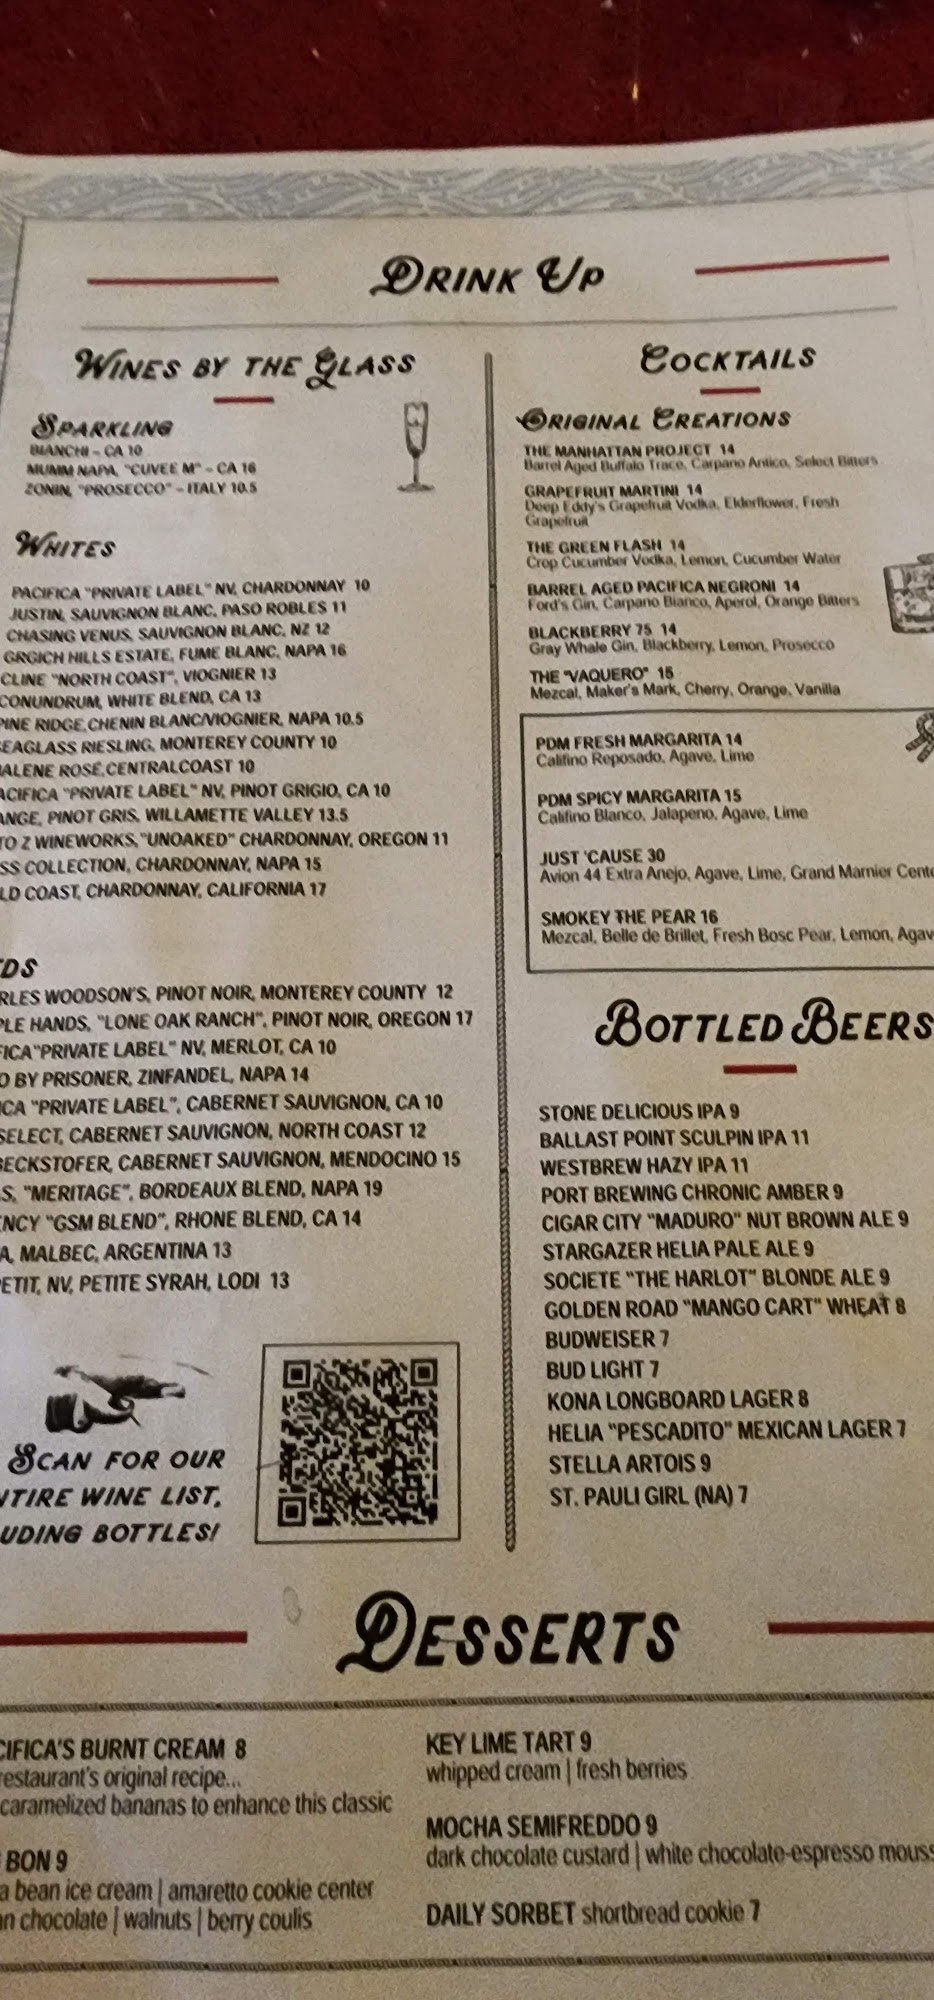 Drink Up
Wines by the Glass
Sparkling
BIANCHI – CA 10
MUMM NAPA, "CUVEE M" – CA 16
ZONIN, "PROSECCO" – ITALY 10.5
Whites
PACIFICA "PRIVATE LABEL" NV, CHARDONNAY 10
JUSTIN, SAUVIGNON BLANC, PASO ROBLES 11
CHASING VENUS, SAUVIGNON BLANC, NZ 12
GRGICH HILLS ESTATE, FUME BLANC, NAPA 16
CLINE "NORTH COAST", VIOGNIER 13
CONUNDRUM, WHITE BLEND, CA 13
PINE RIDGE, CHENIN BLANC/VIOGNIER, NAPA 10.5
SEAGLASS RIESLING, MONTEREY COUNTY 10
ALENE ROSE, CENTRALCOAST 10
ACIFICA "PRIVATE LABEL" NV, PINOT GRIGIO, CA 10
ANGE, PINOT GRIS, WILLAMETTE VALLEY 13.5
TO Z WINEWORKS, "UNOAKED" CHARDONNAY, OREGON 11
SS COLLECTION, CHARDONNAY, NAPA 15
LD COAST, CHARDONNAY, CALIFORNIA 17
DS
RLES WOODSON'S, PINOT NOIR, MONTEREY COUNTY 12
PLE HANDS, "LONE OAK RANCH", PINOT NOIR, OREGON 17
FICA "PRIVATE LABEL" NV, MERLOT, CA 10
D BY PRISONER, ZINFANDEL, NAPA 14
ICA "PRIVATE LABEL", CABERNET SAUVIGNON, CA 10
SELECT, CABERNET SAUVIGNON, NORTH COAST 12
BECKSTOFER, CABERNET SAUVIGNON, MENDOCINO 15
S, "MERITAGE", BORDEAUX BLEND, NAPA 19
ENCY "GSM BLEND", RHONE BLEND, CA 14
A, MALBEC, ARGENTINA 13
PETIT, NV, PETITE SYRAH, LODI 13
Scan for our
ntire wine list,
uding bottles!
Cocktails
Original Creations
THE MANHATTAN PROJECT 14
Barrel Aged Buffalo Trace, Carpano Antico, Select Bitters
GRAPEFRUIT MARTINI 14
Deep Eddy's Grapefruit Vodka, Elderflower, Fresh
Grapefruit
THE GREEN FLASH 14
Crop Cucumber Vodka, Lemon, Cucumber Water
BARREL AGED PACIFICA NEGRONI 14
Ford's Gin, Carpano Bianco, Aperol, Orange Bitters
BLACKBERRY 75 14
Gray Whale Gin, Blackberry, Lemon, Prosecco
THE "VAQUERO" 15
Mezcal, Maker's Mark, Cherry, Orange, Vanilla
PDM FRESH MARGARITA 14
Califino Reposado, Agave, Lime
PDM SPICY MARGARITA 15
Califino Blanco, Jalapeno, Agave, Lime
JUST 'CAUSE 30
Avion 44 Extra Anejo, Agave, Lime, Grand Marnier Cente
SMOKEY THE PEAR 16
Mezcal, Belle de Brillet, Fresh Bosc Pear, Lemon, Agav
Bottled Beers
STONE DELICIOUS IPA 9
BALLAST POINT SCULPIN IPA 11
WESTBREW HAZY IPA 11
PORT BREWING CHRONIC AMBER 9
CIGAR CITY "MADURO" NUT BROWN ALE 9
STARGAZER HELIA PALE ALE 9
SOCIETE "THE HARLOT" BLONDE ALE 9
GOLDEN ROAD "MANGO CART" WHEAT 8
BUDWEISER 7
BUD LIGHT 7
KONA LONGBOARD LAGER 8
HELIA "PESCADITO" MEXICAN LAGER 7
STELLA ARTOIS 9
ST. PAULI GIRL (NA) 7
Desserts
CIFICA'S BURNT CREAM 8
restaurant's original recipe...
caramelized bananas to enhance this classic
BON 9
a bean ice cream | amaretto cookie center
an chocolate | walnuts | berry coulis
KEY LIME TART 9
whipped cream | fresh berries
MOCHA SEMIFREDDO 9
dark chocolate custard | white chocolate-espresso mouss
DAILY SORBET shortbread cookie 7